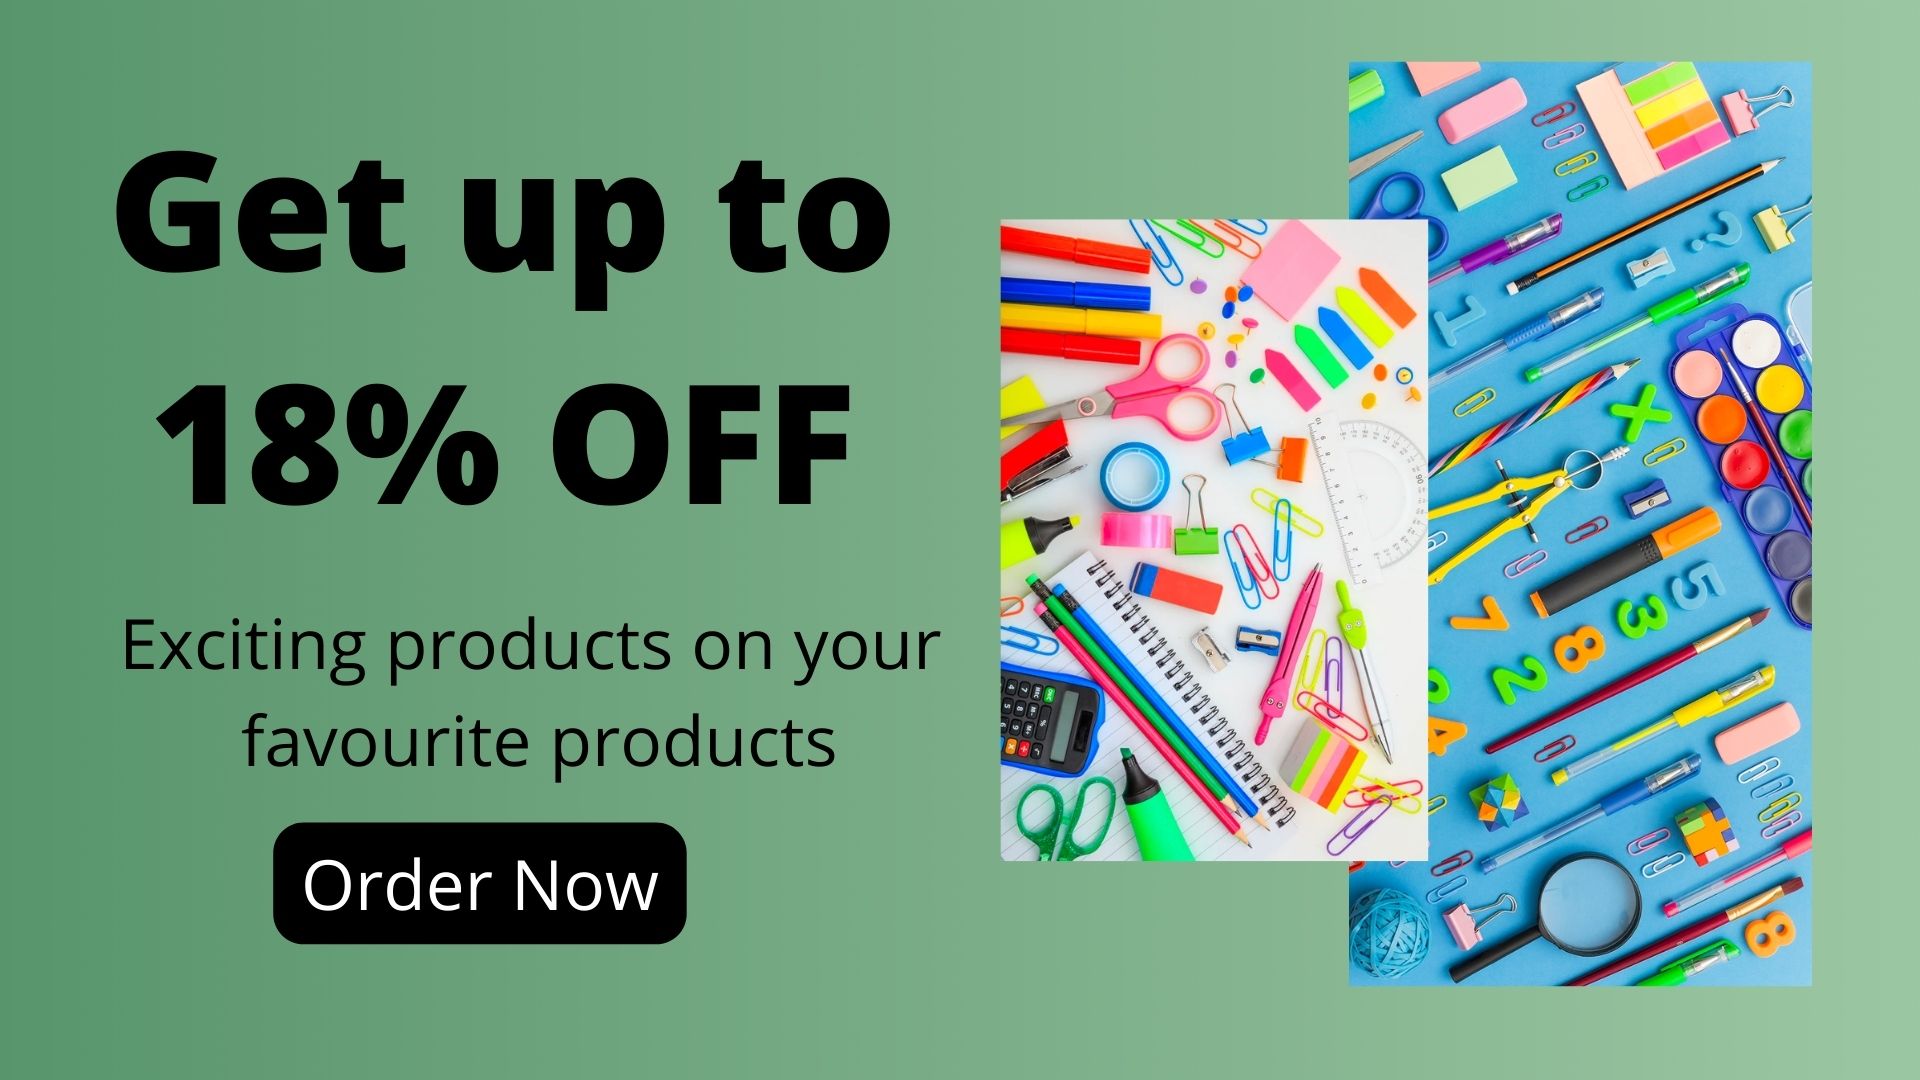 Get up to
18% OFF
Exciting products on your
favourite products
Order Now